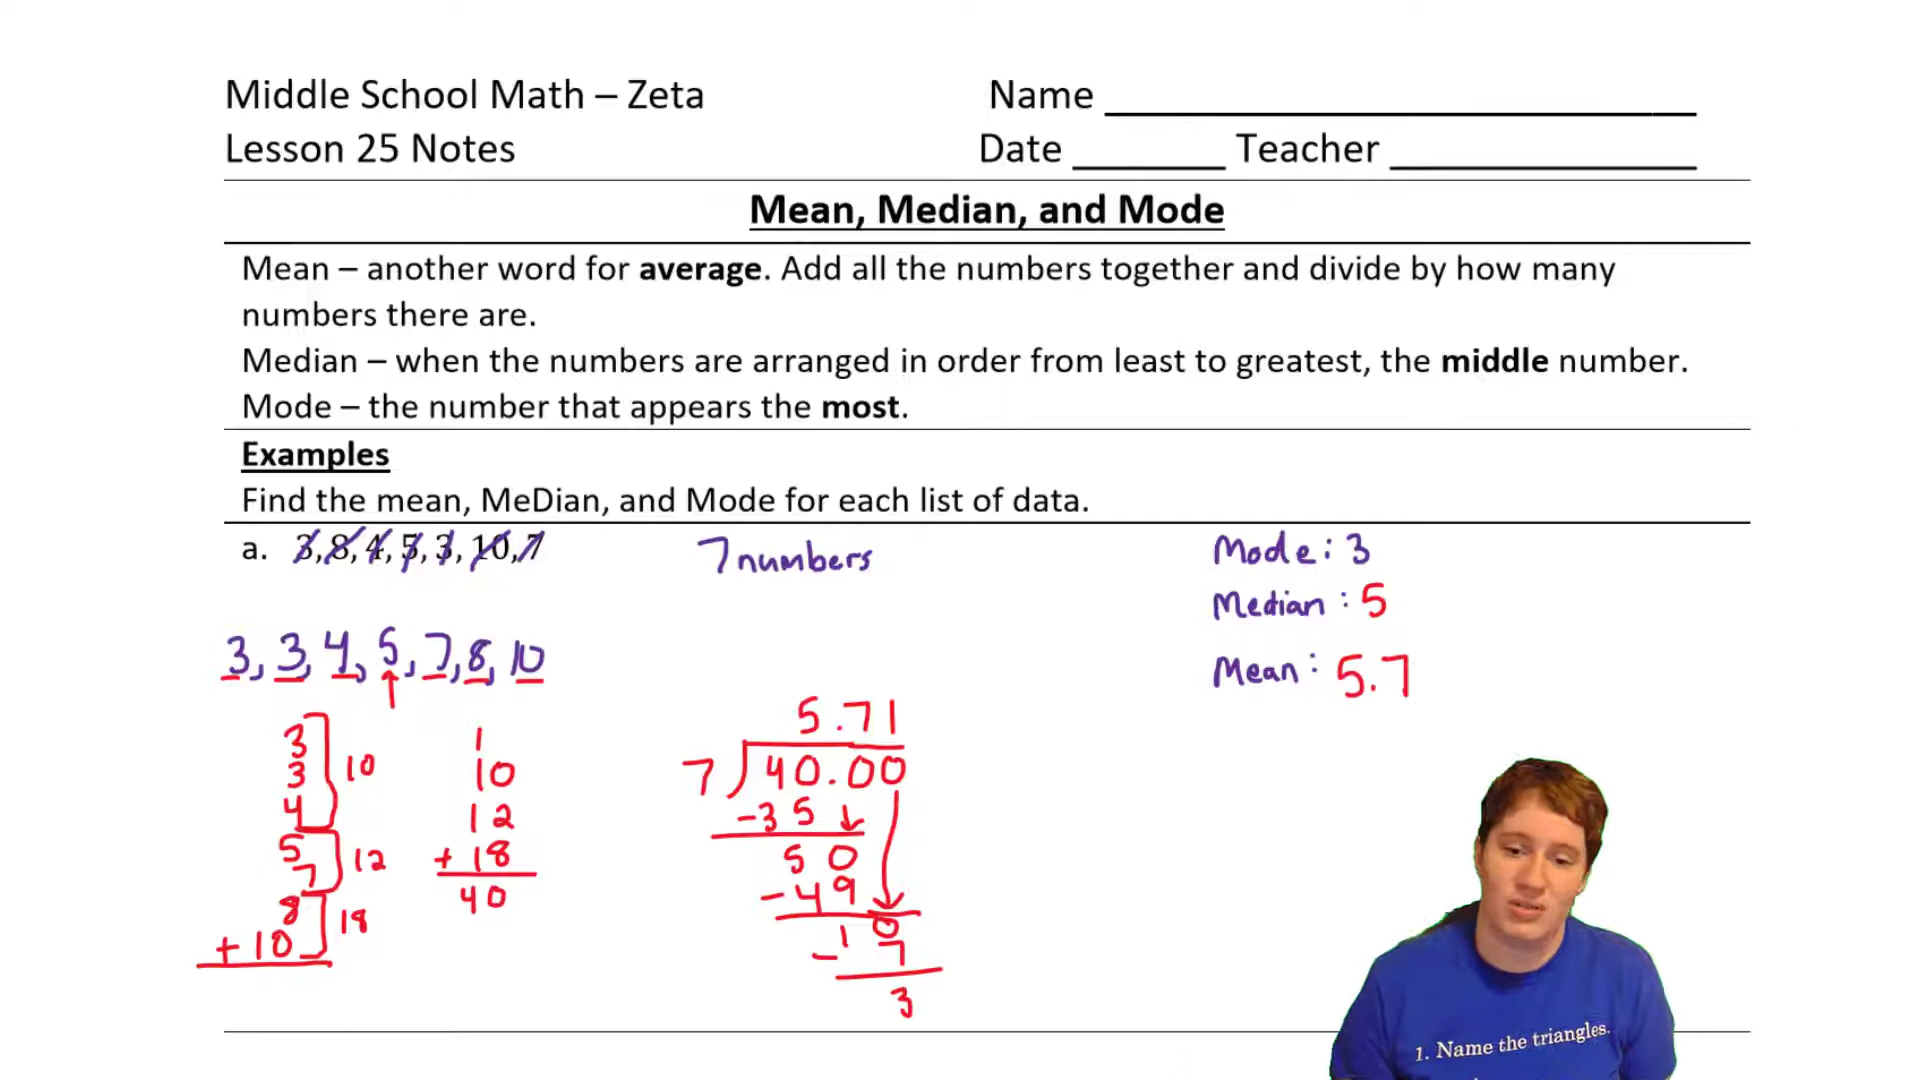 Middle School Math – Zeta Name
Lesson 25 Notes Date Teacher
Mean, Median, and Mode
Mean – another word for average. Add all the numbers together and divide by how many
numbers there are.
Median – when the numbers are arranged in order from least to greatest, the middle number.
Mode – the number that appears the most.
Examples
Find the mean, MeDian, and Mode for each list of data.
a. 3, 8, 4, 5, 3, 10, 7
7 numbers
Mode: 3
Median: 5
Mean: 5.7
3, 3, 4, 5, 7, 8, 10
3
3
4
10
5
7
12
8
+ 10
18
1
10
12
+ 18
40
5.71
7 40.00
- 35
50
- 49
10
- 7
3
1. Name the triangles.